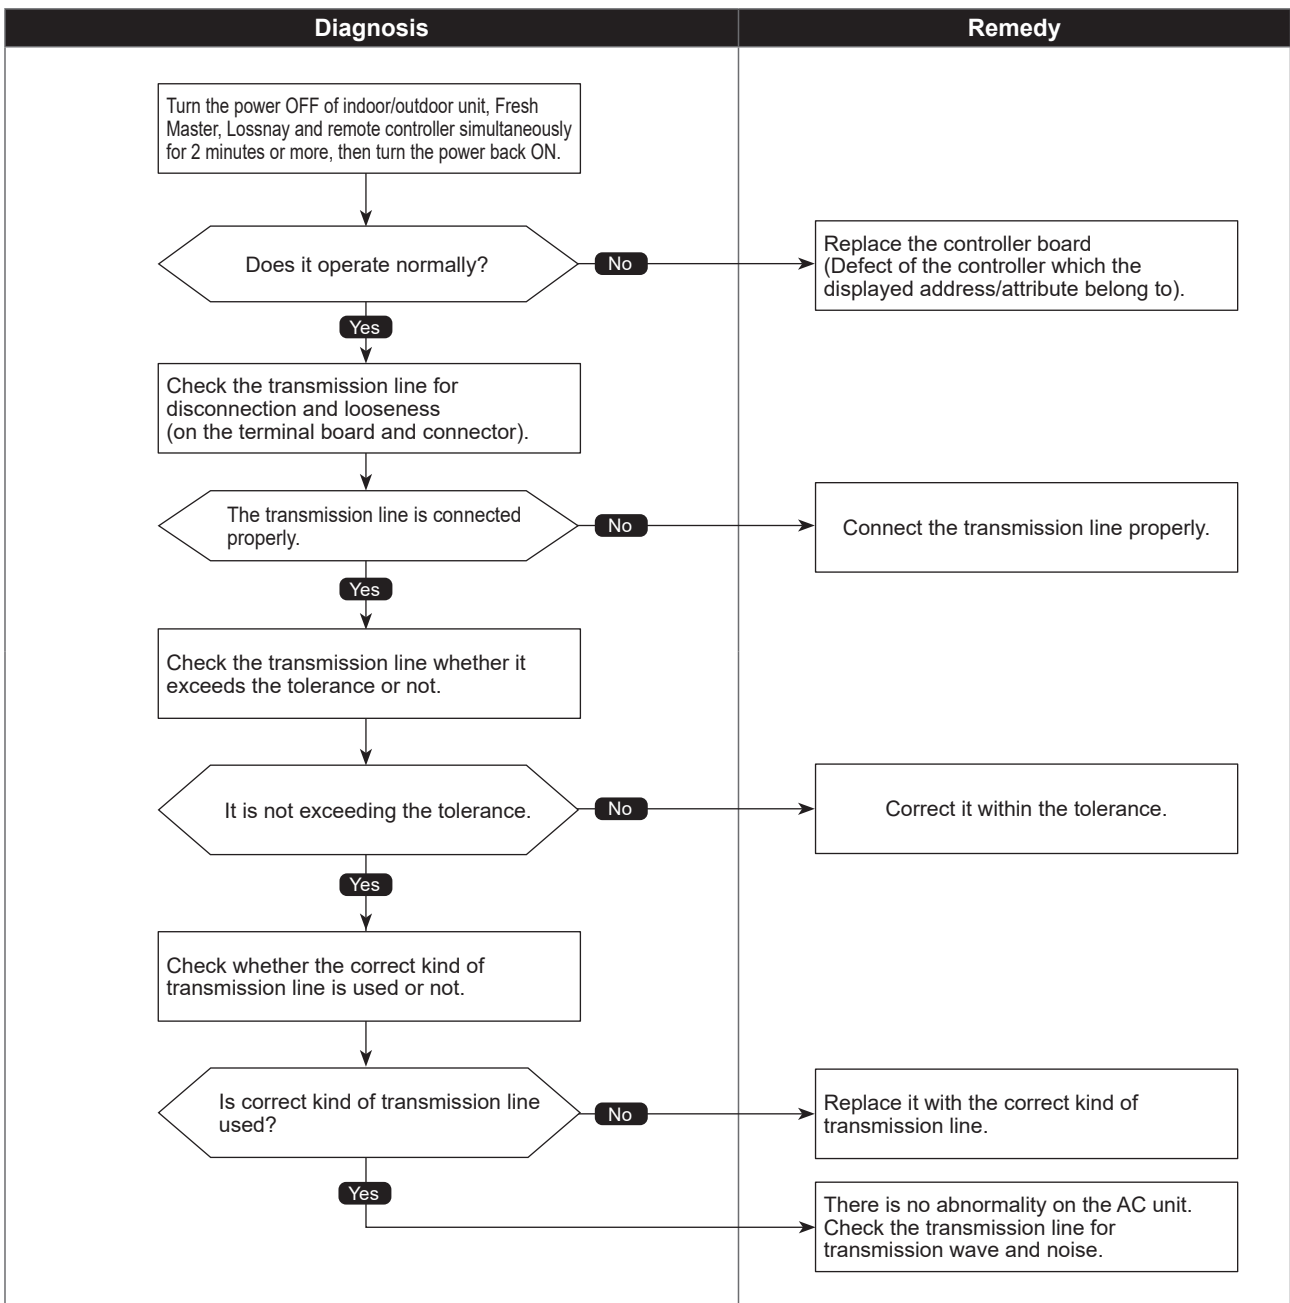 Diagnosis
Remedy
Turn the power OFF of indoor/outdoor unit, Fresh
Master, Lossnay and remote controller simultaneously
for 2 minutes or more, then turn the power back ON.
Does it operate normally?
No
Replace the controller board
(Defect of the controller which the
displayed address/attribute belong to).
Yes
Check the transmission line for
disconnection and looseness
(on the terminal board and connector).
The transmission line is connected
properly.
No
Connect the transmission line properly.
Yes
Check the transmission line whether it
exceeds the tolerance or not.
It is not exceeding the tolerance.
No
Correct it within the tolerance.
Yes
Check whether the correct kind of
transmission line is used or not.
Is correct kind of transmission line
used?
No
Replace it with the correct kind of
transmission line.
Yes
There is no abnormality on the AC unit.
Check the transmission line for
transmission wave and noise.